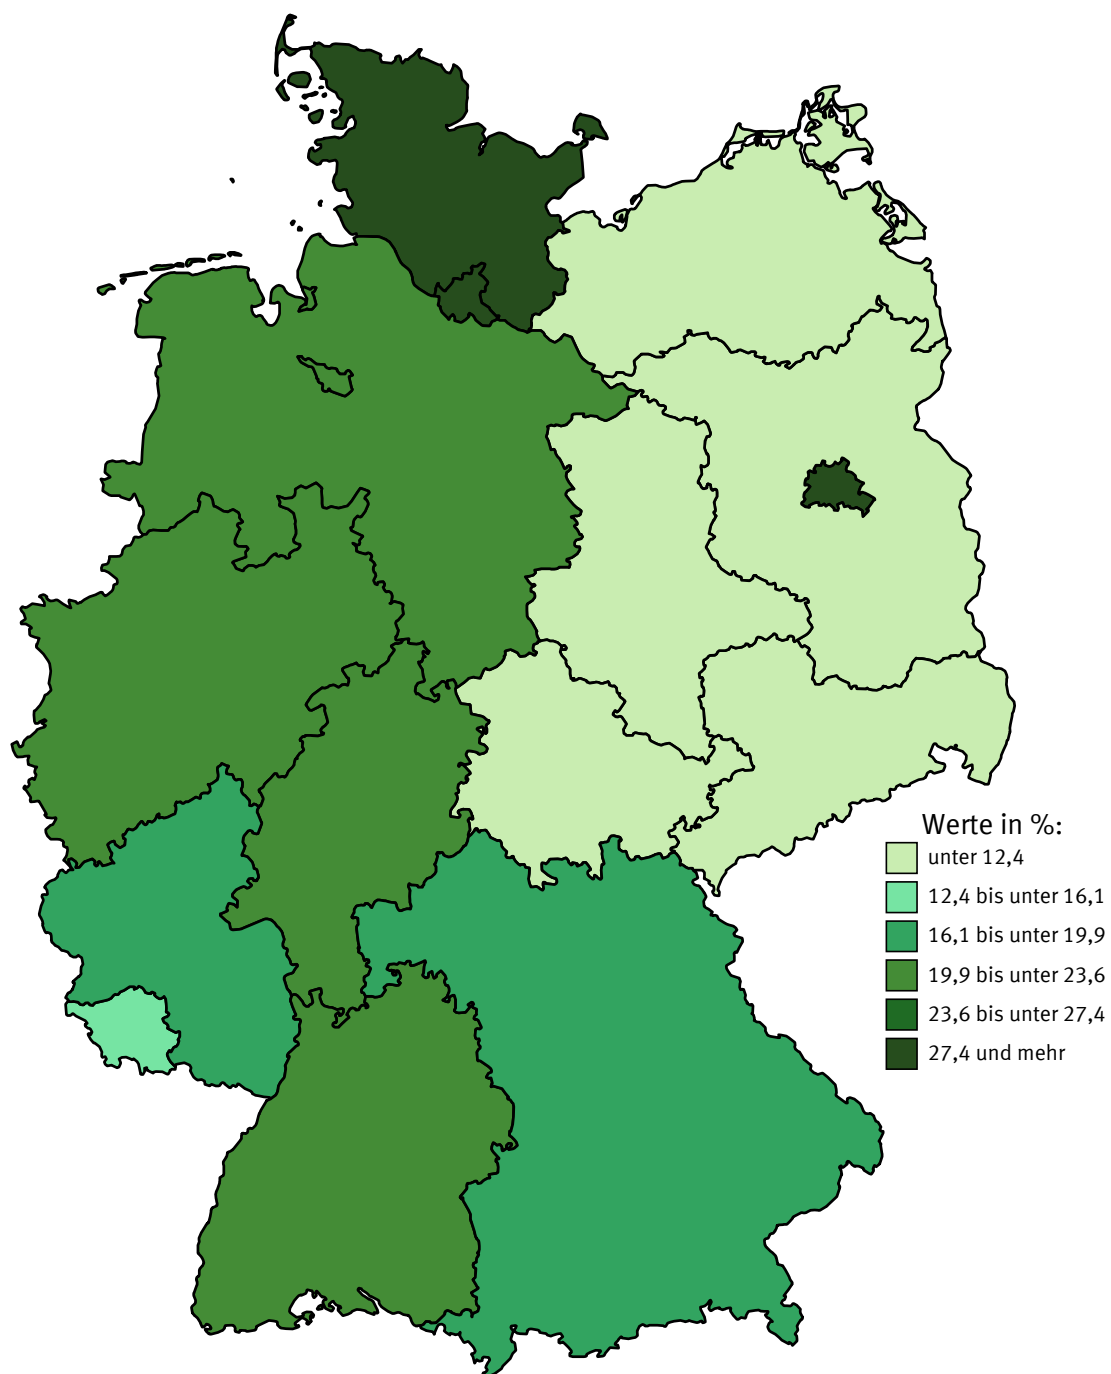 Werte in %:
unter 12,4
12,4 bis unter 16,1
16,1 bis unter 19,9
19,9 bis unter 23,6
23,6 bis unter 27,4
27,4 und mehr